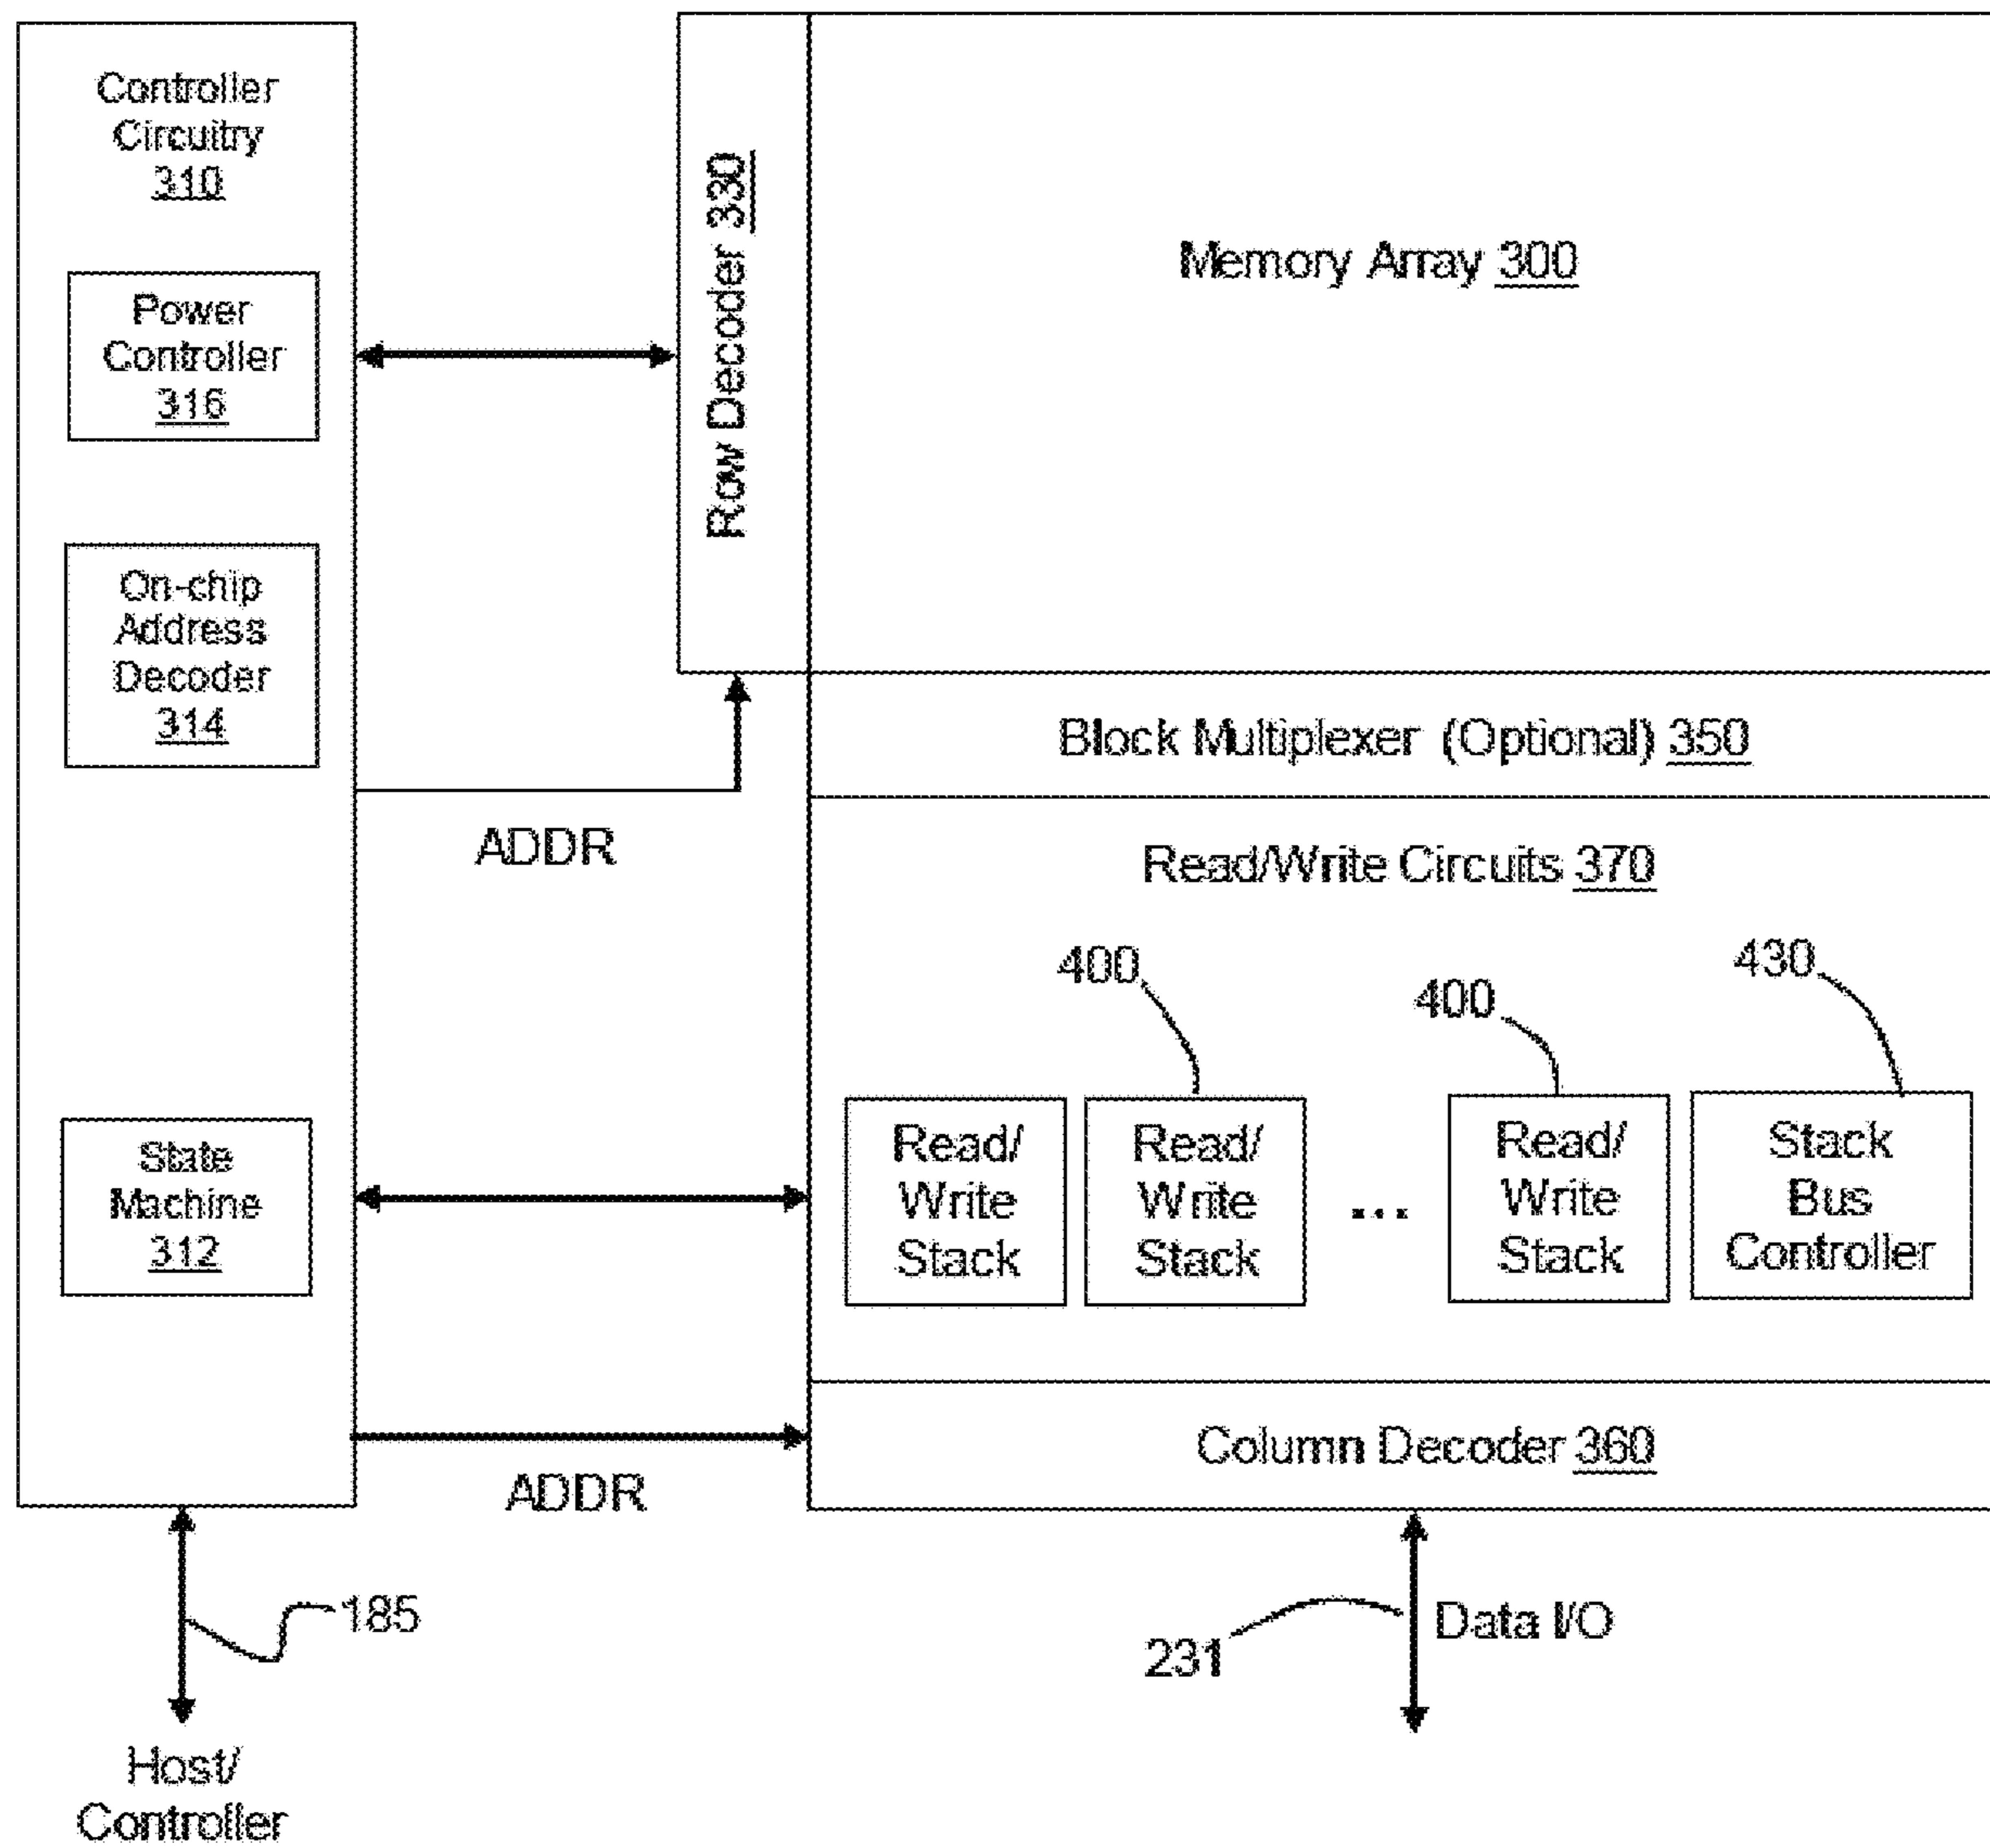 Controller
Circuitry
310
Power
Controller
316
On-chip
Address
Decoder
314
State
Machine
312
Row Decoder 330
Memory Array 300
Block Multiplexer (Optional) 350
ADDR
Read/Write Circuits 370
400
400
430
Read/
Write
Stack
Read/
Write
Stack
...
Read/
Write
Stack
Stack
Bus
Controller
Column Decoder 360
ADDR
185
231
Data I/O
Host/
Controller